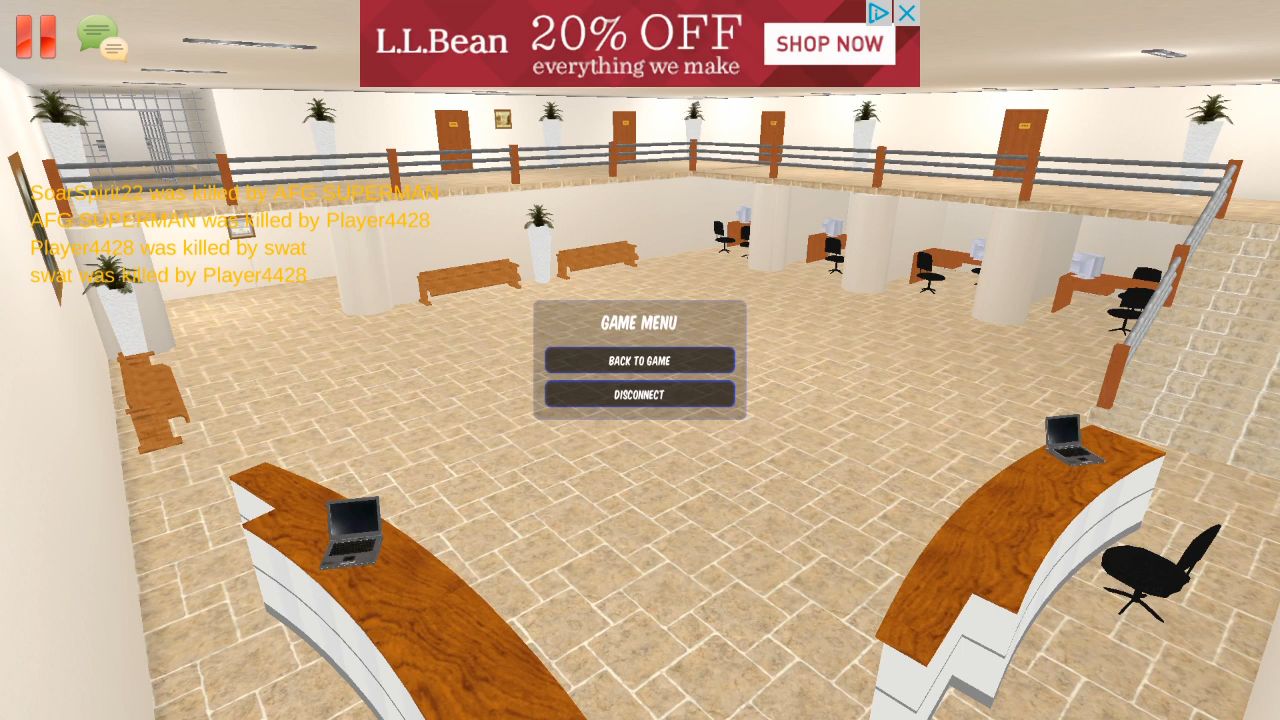 L.L.Bean
20% OFF
everything we make
SHOP NOW
SoarSpirit22 was killed by AFG SUPERMAN
AFG SUPERMAN was killed by Player4428
Player4428 was killed by swat
swat was killed by Player4428
GAME MENU
BACK TO GAME
DISCONNECT